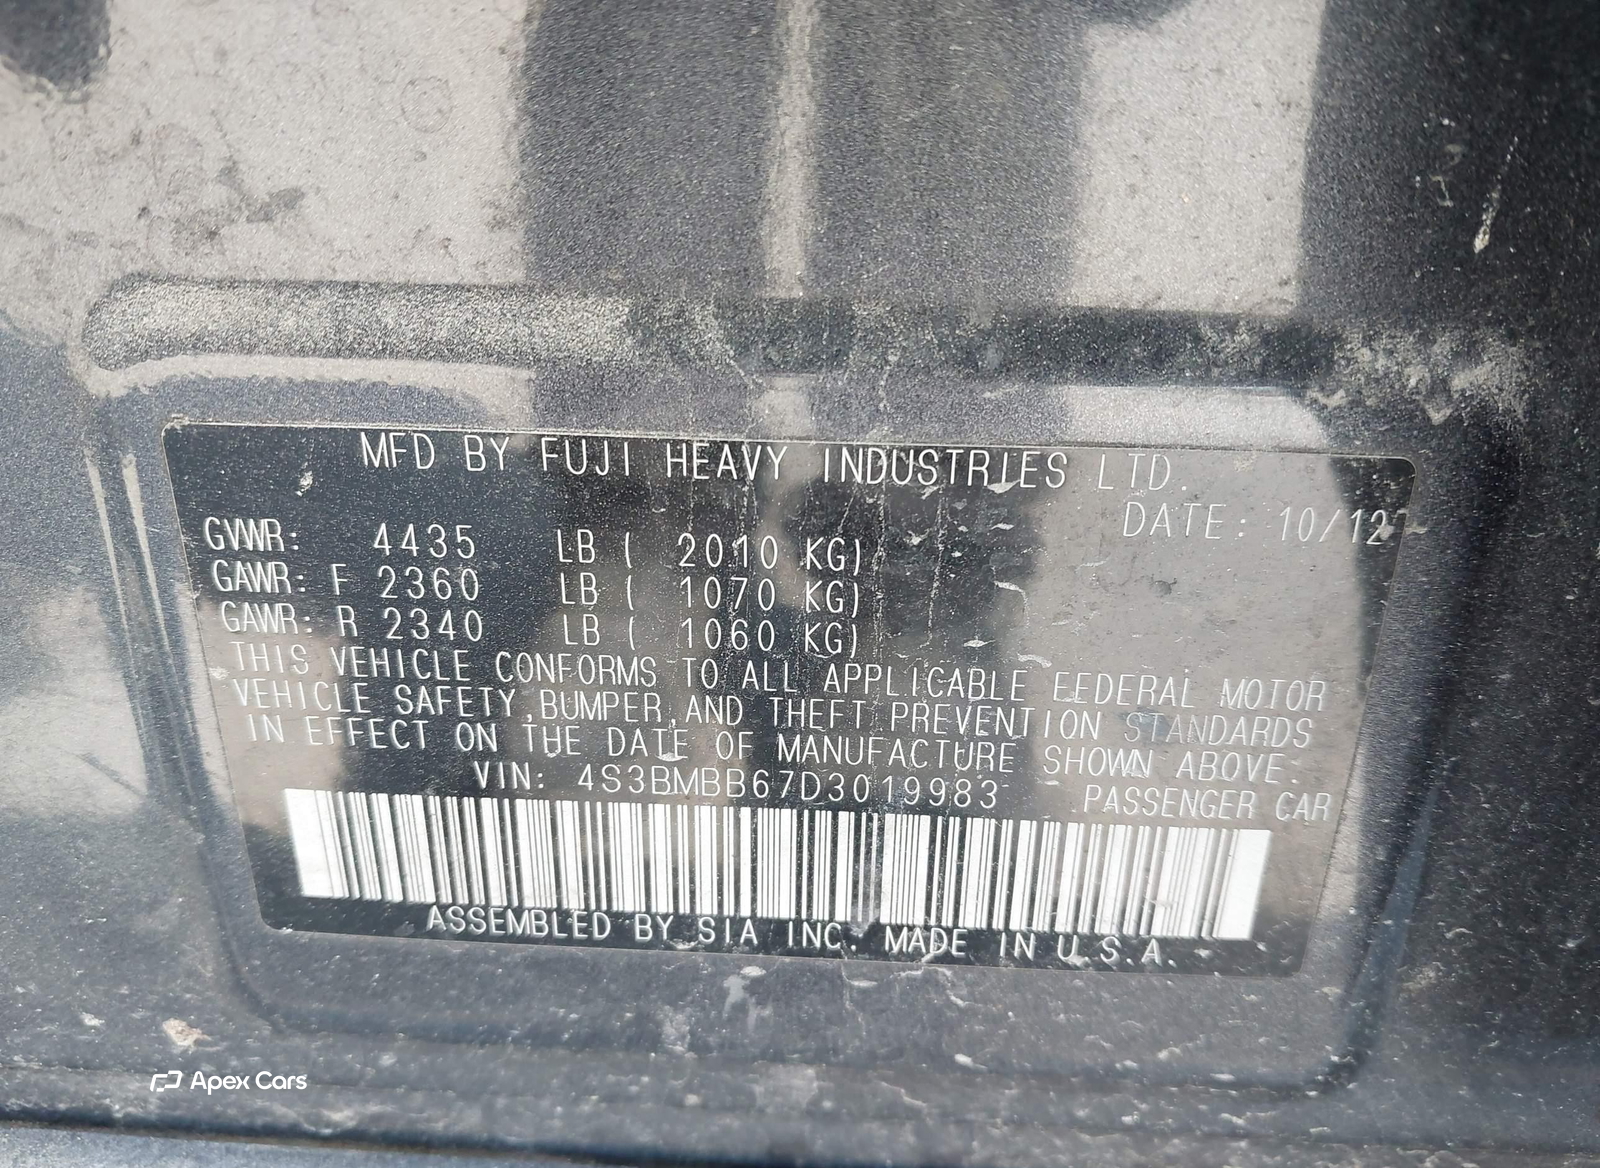 MFD BY FUJI HEAVY INDUSTRIES LTD.
DATE: 10/12
GVWR: 4435 LB ( 2010 KG)
GAWR: F 2360 LB ( 1070 KG)
GAWR: R 2340 LB ( 1060 KG)
THIS VEHICLE CONFORMS TO ALL APPLICABLE FEDERAL MOTOR
VEHICLE SAFETY,BUMPER,AND THEFT PREVENTION STANDARDS
IN EFFECT ON THE DATE OF MANUFACTURE SHOWN ABOVE.
VIN: 4S3BMBB67D3019983 PASSENGER CAR
ASSEMBLED BY SIA INC. MADE IN U.S.A.
Apex Cars